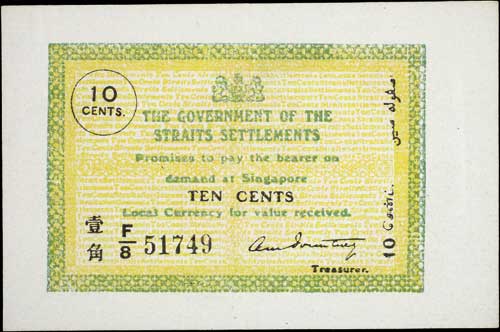 10
CENTS.
THE GOVERNMENT OF THE
STRAITS SETTLEMENTS
Promises to pay the bearer on
demand at Singapore
TEN CENTS
Local Currency for value received.
壹
角
F/8 51749
Treasurer.
10
سين